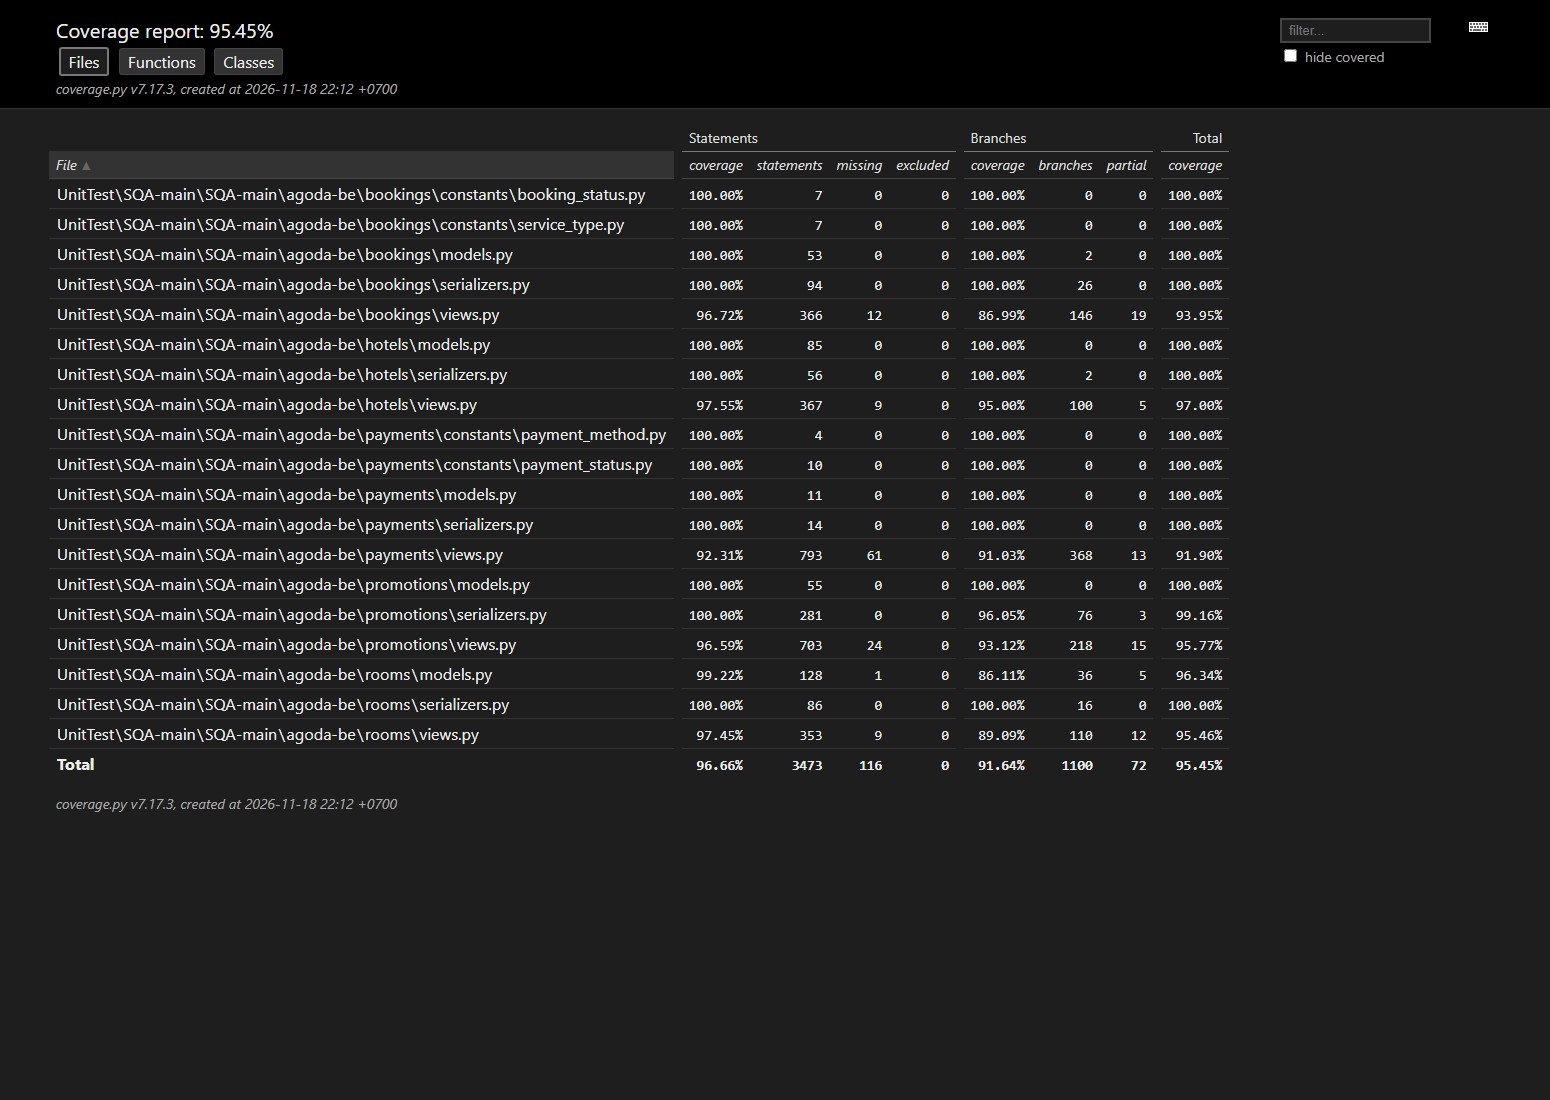 Coverage report: 95.45%
filter...
hide covered
Files Functions Classes
coverage.py v7.17.3, created at 2026-11-18 22:12 +0700
Statements Branches Total
File ▲ coverage statements missing excluded coverage branches partial coverage
UnitTest\SQA-main\SQA-main\agoda-be\bookings\constants\booking_status.py 100.00% 7 0 0 100.00% 0 0 100.00%
UnitTest\SQA-main\SQA-main\agoda-be\bookings\constants\service_type.py 100.00% 7 0 0 100.00% 0 0 100.00%
UnitTest\SQA-main\SQA-main\agoda-be\bookings\models.py 100.00% 53 0 0 100.00% 2 0 100.00%
UnitTest\SQA-main\SQA-main\agoda-be\bookings\serializers.py 100.00% 94 0 0 100.00% 26 0 100.00%
UnitTest\SQA-main\SQA-main\agoda-be\bookings\views.py 96.72% 366 12 0 86.99% 146 19 93.95%
UnitTest\SQA-main\SQA-main\agoda-be\hotels\models.py 100.00% 85 0 0 100.00% 0 0 100.00%
UnitTest\SQA-main\SQA-main\agoda-be\hotels\serializers.py 100.00% 56 0 0 100.00% 2 0 100.00%
UnitTest\SQA-main\SQA-main\agoda-be\hotels\views.py 97.55% 367 9 0 95.00% 100 5 97.00%
UnitTest\SQA-main\SQA-main\agoda-be\payments\constants\payment_method.py 100.00% 4 0 0 100.00% 0 0 100.00%
UnitTest\SQA-main\SQA-main\agoda-be\payments\constants\payment_status.py 100.00% 10 0 0 100.00% 0 0 100.00%
UnitTest\SQA-main\SQA-main\agoda-be\payments\models.py 100.00% 11 0 0 100.00% 0 0 100.00%
UnitTest\SQA-main\SQA-main\agoda-be\payments\serializers.py 100.00% 14 0 0 100.00% 0 0 100.00%
UnitTest\SQA-main\SQA-main\agoda-be\payments\views.py 92.31% 793 61 0 91.03% 368 13 91.90%
UnitTest\SQA-main\SQA-main\agoda-be\promotions\models.py 100.00% 55 0 0 100.00% 0 0 100.00%
UnitTest\SQA-main\SQA-main\agoda-be\promotions\serializers.py 100.00% 281 0 0 96.05% 76 3 99.16%
UnitTest\SQA-main\SQA-main\agoda-be\promotions\views.py 96.59% 703 24 0 93.12% 218 15 95.77%
UnitTest\SQA-main\SQA-main\agoda-be\rooms\models.py 99.22% 128 1 0 86.11% 36 5 96.34%
UnitTest\SQA-main\SQA-main\agoda-be\rooms\serializers.py 100.00% 86 0 0 100.00% 16 0 100.00%
UnitTest\SQA-main\SQA-main\agoda-be\rooms\views.py 97.45% 353 9 0 89.09% 110 12 95.46%
Total 96.66% 3473 116 0 91.64% 1100 72 95.45%
coverage.py v7.17.3, created at 2026-11-18 22:12 +0700